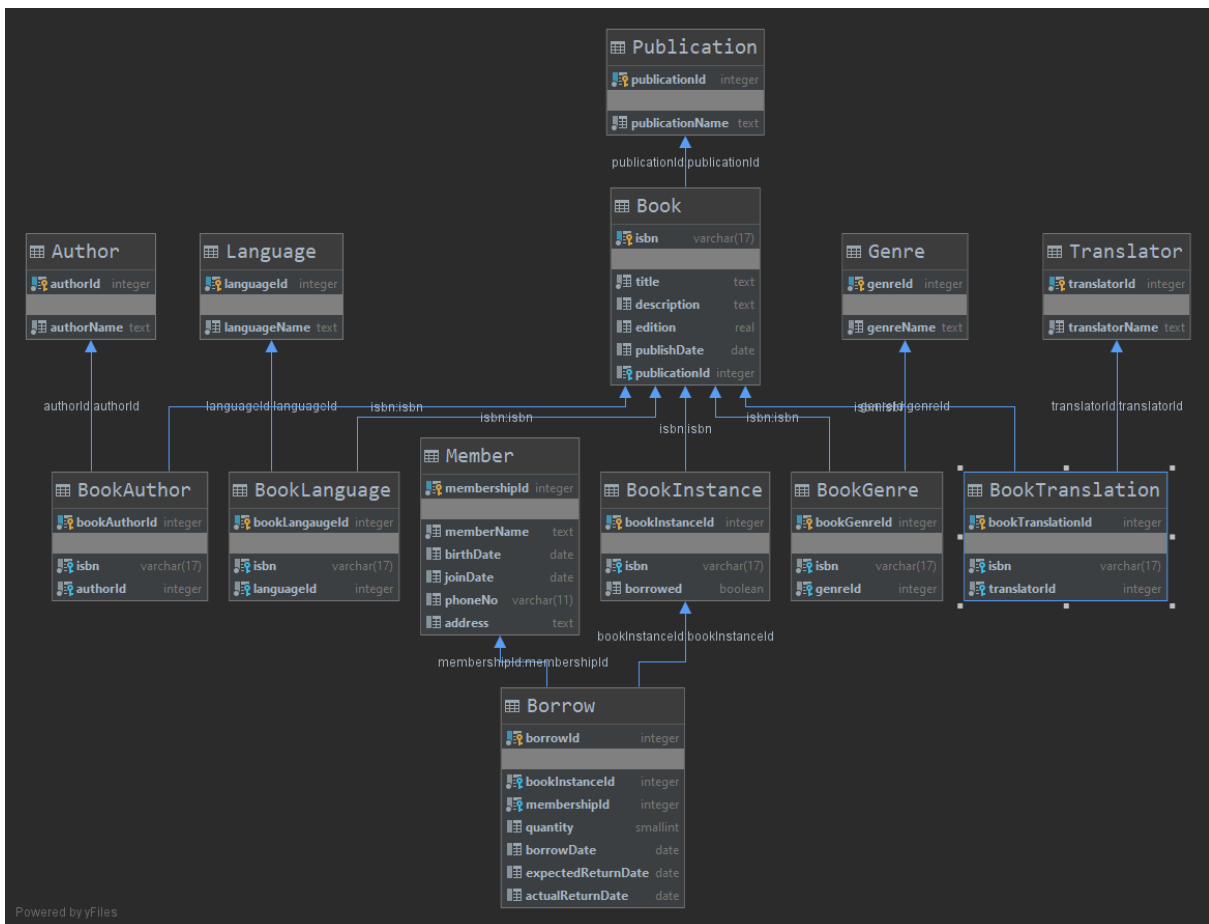 Publication
publicationId integer
publicationName text
publicationId:publicationId
Book
isbn varchar(17)
title text
description text
edition real
publishDate date
publicationId integer
Author
authorId integer
authorName text
Language
languageId integer
languageName text
Genre
genreId integer
genreName text
Translator
translatorId integer
translatorName text
authorId:authorId
languageId:languageId
isbn:isbn
isbn:isbn
isbn:isbn
isbn:isbn
isbn:isbn
genreId:genreId
translatorId:translatorId
BookAuthor
bookAuthorId integer
isbn varchar(17)
authorId integer
BookLanguage
bookLangaugeId integer
isbn varchar(17)
languageId integer
Member
membershipId integer
memberName text
birthDate date
joinDate date
phoneNo varchar(11)
address text
BookInstance
bookInstanceId integer
isbn varchar(17)
borrowed boolean
BookGenre
bookGenreId integer
isbn varchar(17)
genreId integer
BookTranslation
bookTranslationId integer
isbn varchar(17)
translatorId integer
membershipId:membershipId
bookInstanceId:bookInstanceId
Borrow
borrowId integer
bookInstanceId integer
membershipId integer
quantity smallint
borrowDate date
expectedReturnDate date
actualReturnDate date
Powered by yFiles